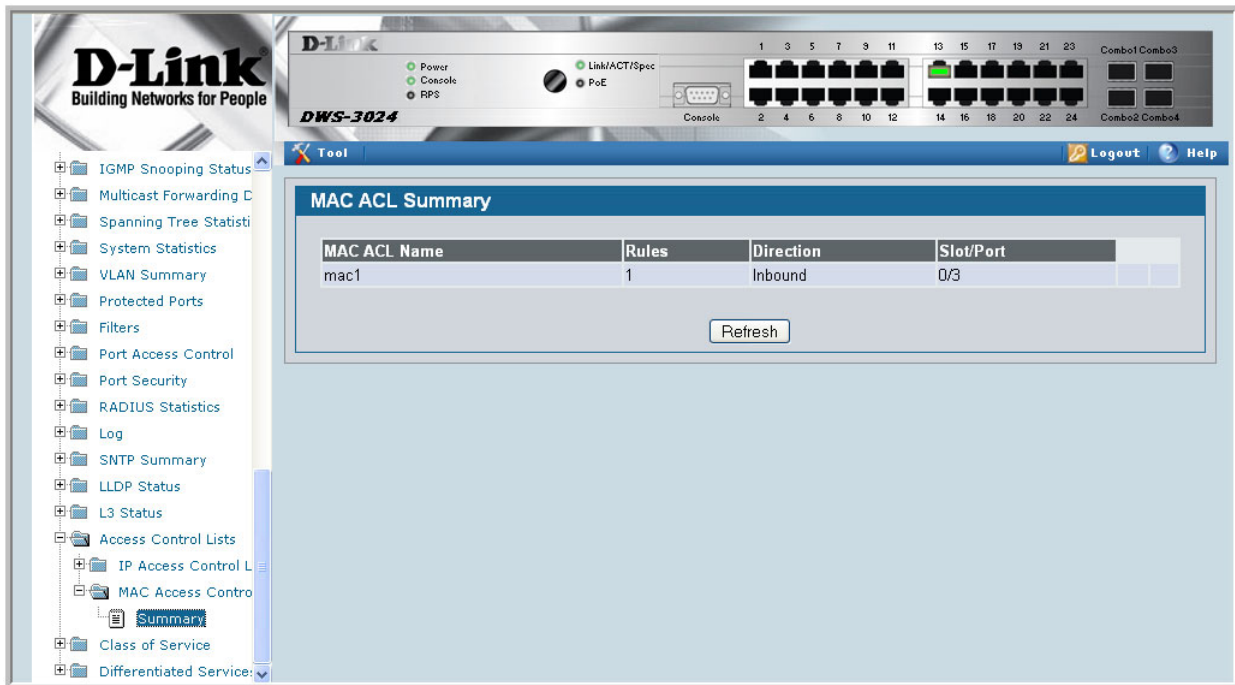 D-Link
Building Networks for People
D-Link
Power
Console
RPS
Link/ACT/Spec
PoE
Console
DWS-3024
1 3 5 7 9 11 13 15 17 19 21 23
Combo1 Combo3
2 4 6 8 10 12 14 16 18 20 22 24
Combo2 Combo4
Tool
Logout
Help
IGMP Snooping Status
Multicast Forwarding D
Spanning Tree Statisti
System Statistics
VLAN Summary
Protected Ports
Filters
Port Access Control
Port Security
RADIUS Statistics
Log
SNTP Summary
LLDP Status
L3 Status
Access Control Lists
IP Access Control L
MAC Access Contro
Summary
Class of Service
Differentiated Services
MAC ACL Summary
MAC ACL Name Rules Direction Slot/Port
mac1 1 Inbound 0/3
Refresh